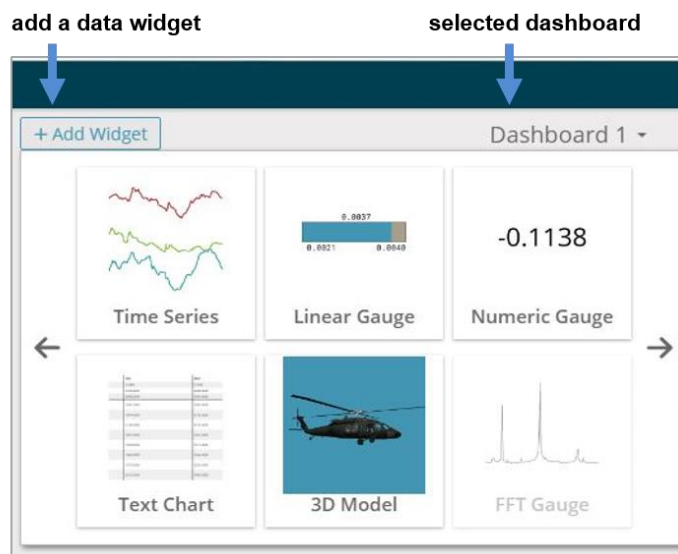 add a data widget
selected dashboard
+ Add Widget
Dashboard 1
0.0037
0.0021
0.0040
-0.1138
Time Series
Linear Gauge
Numeric Gauge
Text Chart
3D Model
FFT Gauge